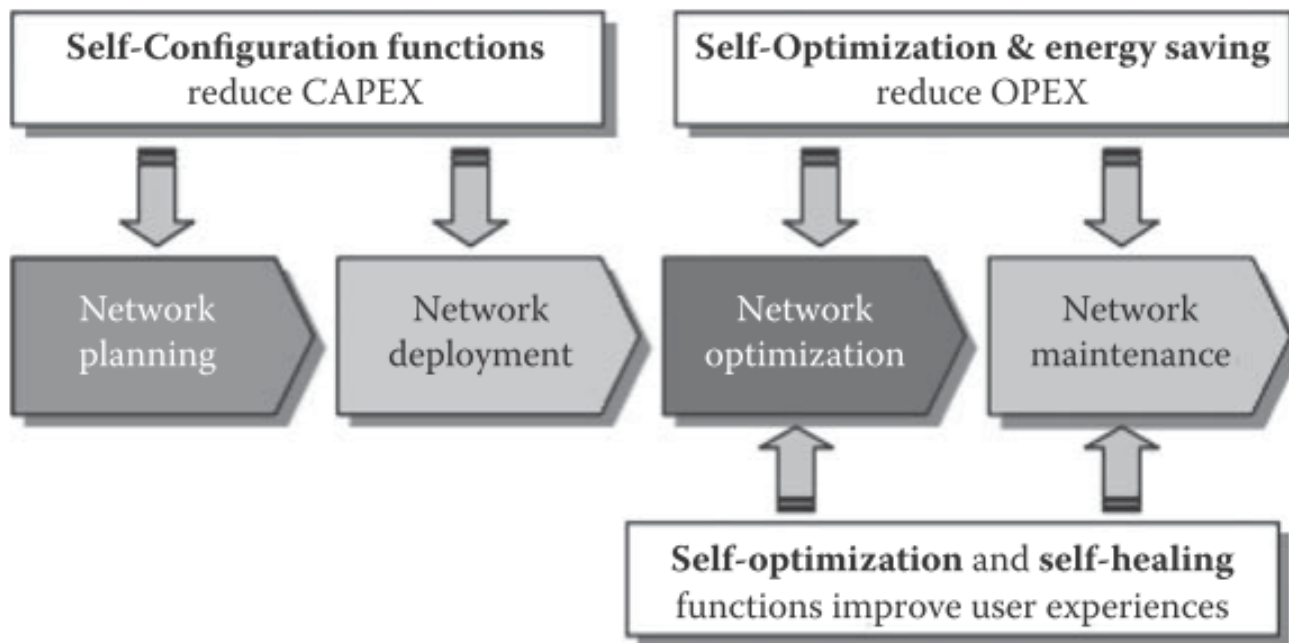 Self-Configuration functions
reduce CAPEX
Self-Optimization & energy saving
reduce OPEX
Network
planning
Network
deployment
Network
optimization
Network
maintenance
Self-optimization and self-healing
functions improve user experiences